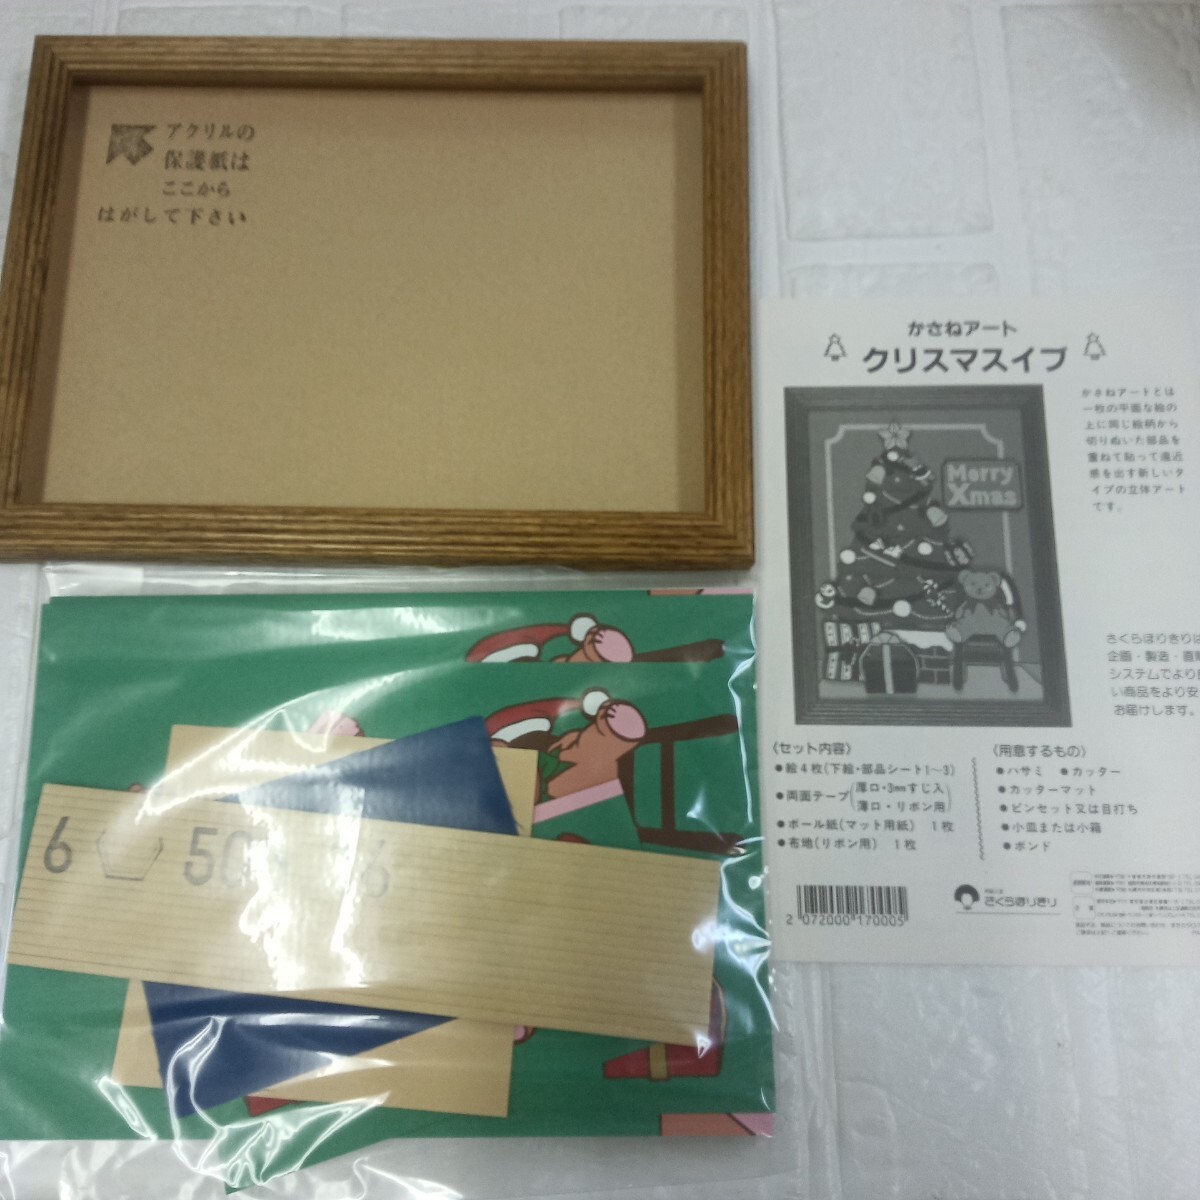 アクリルの
保護紙は
ここから
はがして下さい
かさねアート
クリスマスイブ
かさねアートとは
一枚の平面な絵の
上に同じ絵柄から
切りぬいた部品を
重ねて貼って遠近
感を出す新しいタ
イプの立体アート
です。
Merry
Xmas
さくらほりきりは
企画・製造・直販
システムでより良
い商品をより安
お届けします。
(セット内容)
●絵4枚(下絵・部品シート1〜3)
●両面テープ(厚口・3mmすじ入
薄口・リボン用)
●ボール紙(マット用紙) 1枚
●布地(リボン用) 1枚
(用意するもの)
●ハサミ ●カッター
●カッターマット
●ピンセット又は目打ち
●小皿または小箱
●ボンド
2 072000 170005
さくらほりきり
6 50 6